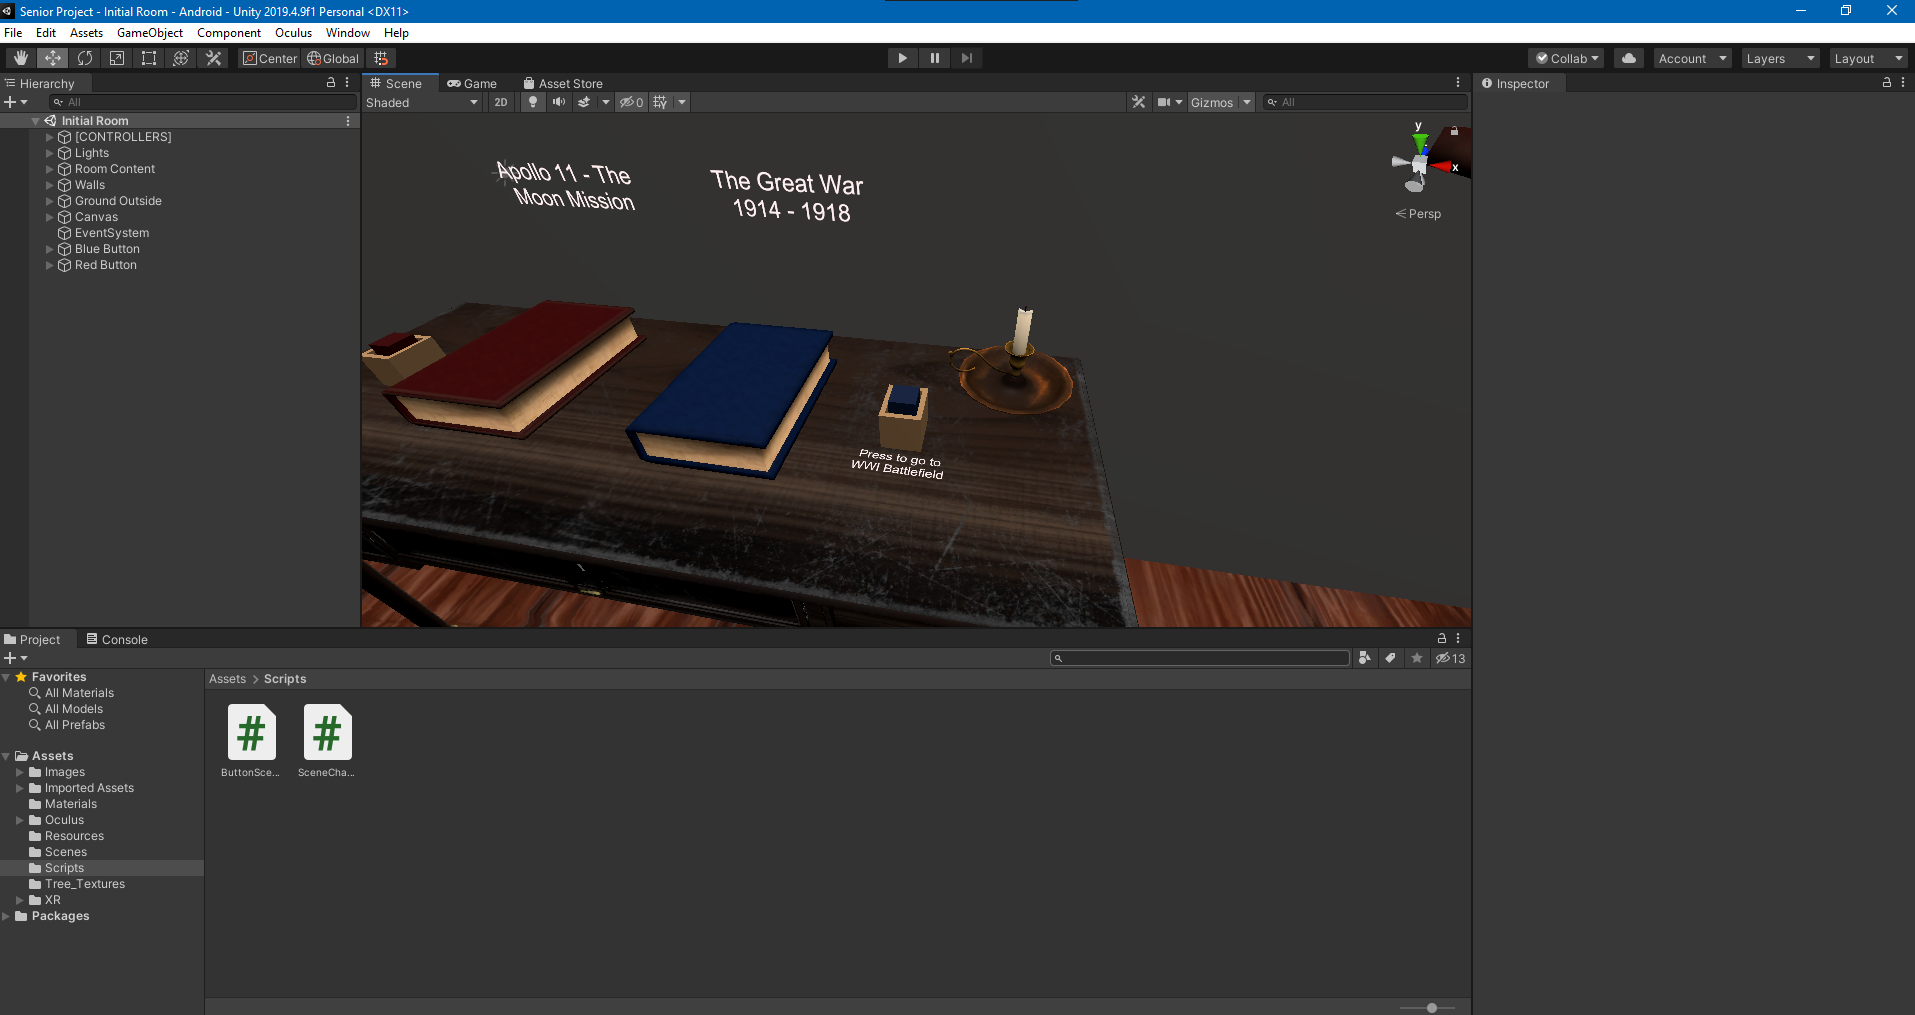 Senior Project - Initial Room - Android - Unity 2019.4.9f1 Personal <DX11>
File Edit Assets GameObject Component Oculus Window Help
Center Global Collab Account Layers Layout
Hierarchy
All
Initial Room
[CONTROLLERS]
Lights
Room Content
Walls
Ground Outside
Canvas
EventSystem
Blue Button
Red Button
Scene Game Asset Store
Shaded 2D 0 Gizmos All
Apollo 11 - The
Moon Mission
The Great War
1914 - 1918
y
x
Persp
Press to go to
WWI Battlefield
Inspector
Project Console
13
Favorites
All Materials
All Models
All Prefabs
Assets
Images
Imported Assets
Materials
Oculus
Resources
Scenes
Scripts
Tree_Textures
XR
Packages
Assets > Scripts
#
#
ButtonSce...
SceneCha...